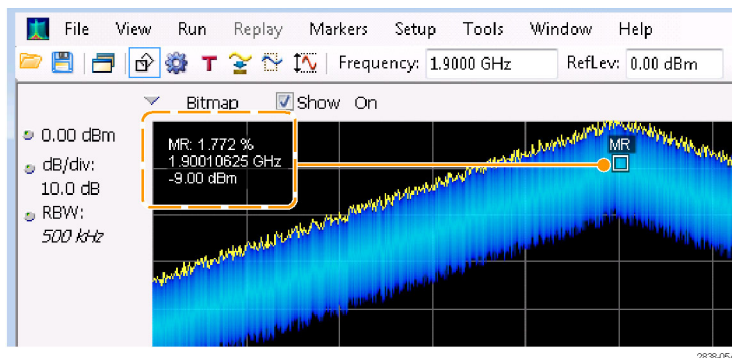 File View Run Replay Markers Setup Tools Window Help
T Frequency: 1.9000 GHz RefLev: 0.00 dBm
Bitmap Show On
0.00 dBm
dB/div:
10.0 dB
RBW:
500 kHz
MR: 1.772 %
1.90010625 GHz
-9.00 dBm
MR